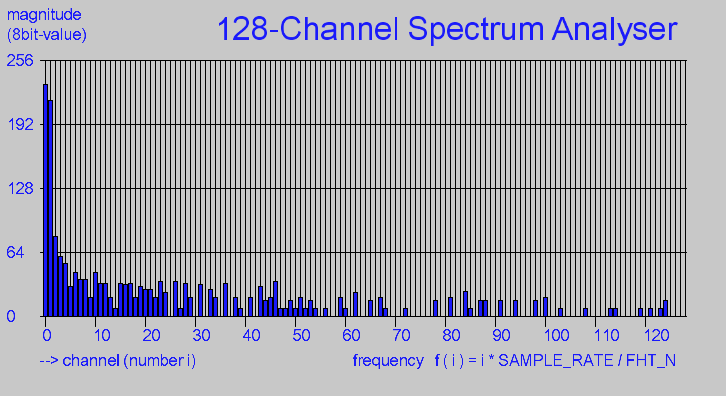 magnitude
(8bit-value)
128-Channel Spectrum Analyser
256
192
128
64
0
0 10 20 30 40 50 60 70 80 90 100 110 120
--> channel (number i) frequency f ( i ) = i * SAMPLE_RATE / FHT_N